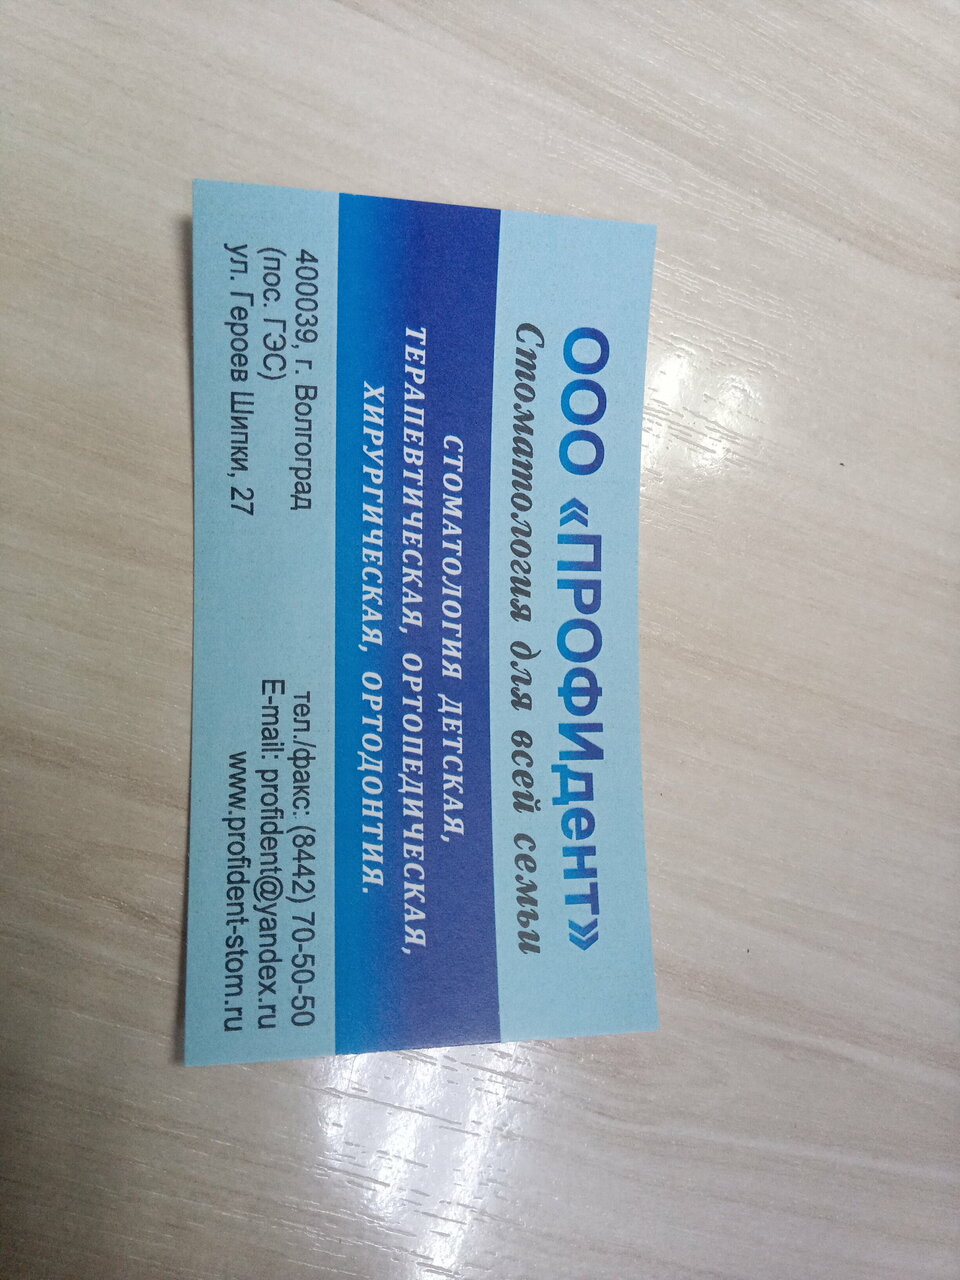 ООО «ПРОФИдент»
Стоматология для всей семьи
СТОМАТОЛОГИЯ ДЕТСКАЯ,
ТЕРАПЕВТИЧЕСКАЯ, ОРТОПЕДИЧЕСКАЯ,
ХИРУРГИЧЕСКАЯ, ОРТОДОНТИЯ.
400039, г. Волгоград
(пос. ГЭС)
ул. Героев Шипки, 27
тел./факс: (8442) 70-50-50
E-mail: profident@yandex.ru
www.profident-stom.ru